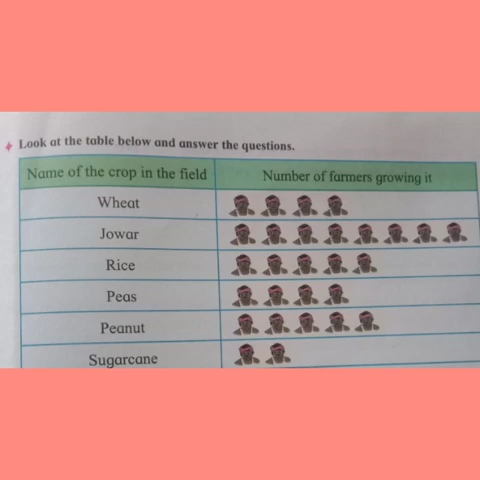 Look at the table below and answer the questions.
Name of the crop in the field Number of farmers growing it
Wheat
Jowar
Rice
Peas
Peanut
Sugarcane